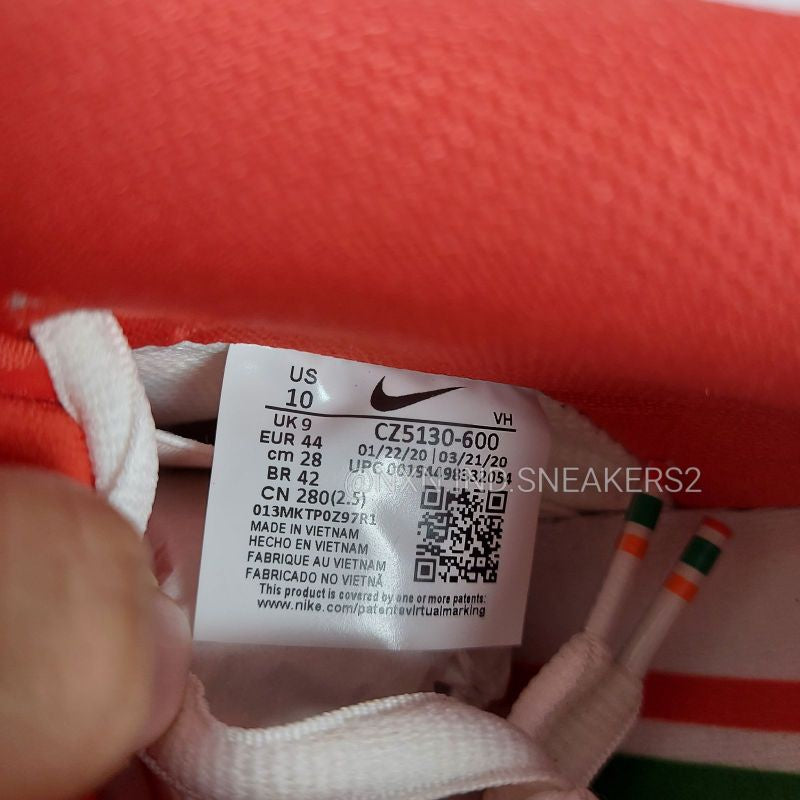 US
10
VH
UK 9
CZ5130-600
EUR 44
01/22/20 | 03/21/20
cm 28
BR 42
CN 280(2.5)
013MKTP0Z97R1
MADE IN VIETNAM
HECHO EN VIETNAM
FABRIQUE AU VIETNAM
FABRICADO NO VIETNÃ
This product is covered by one or more patents:
www.nike.com/patentsvirtualmarking
UPC
.SNEAKERS2